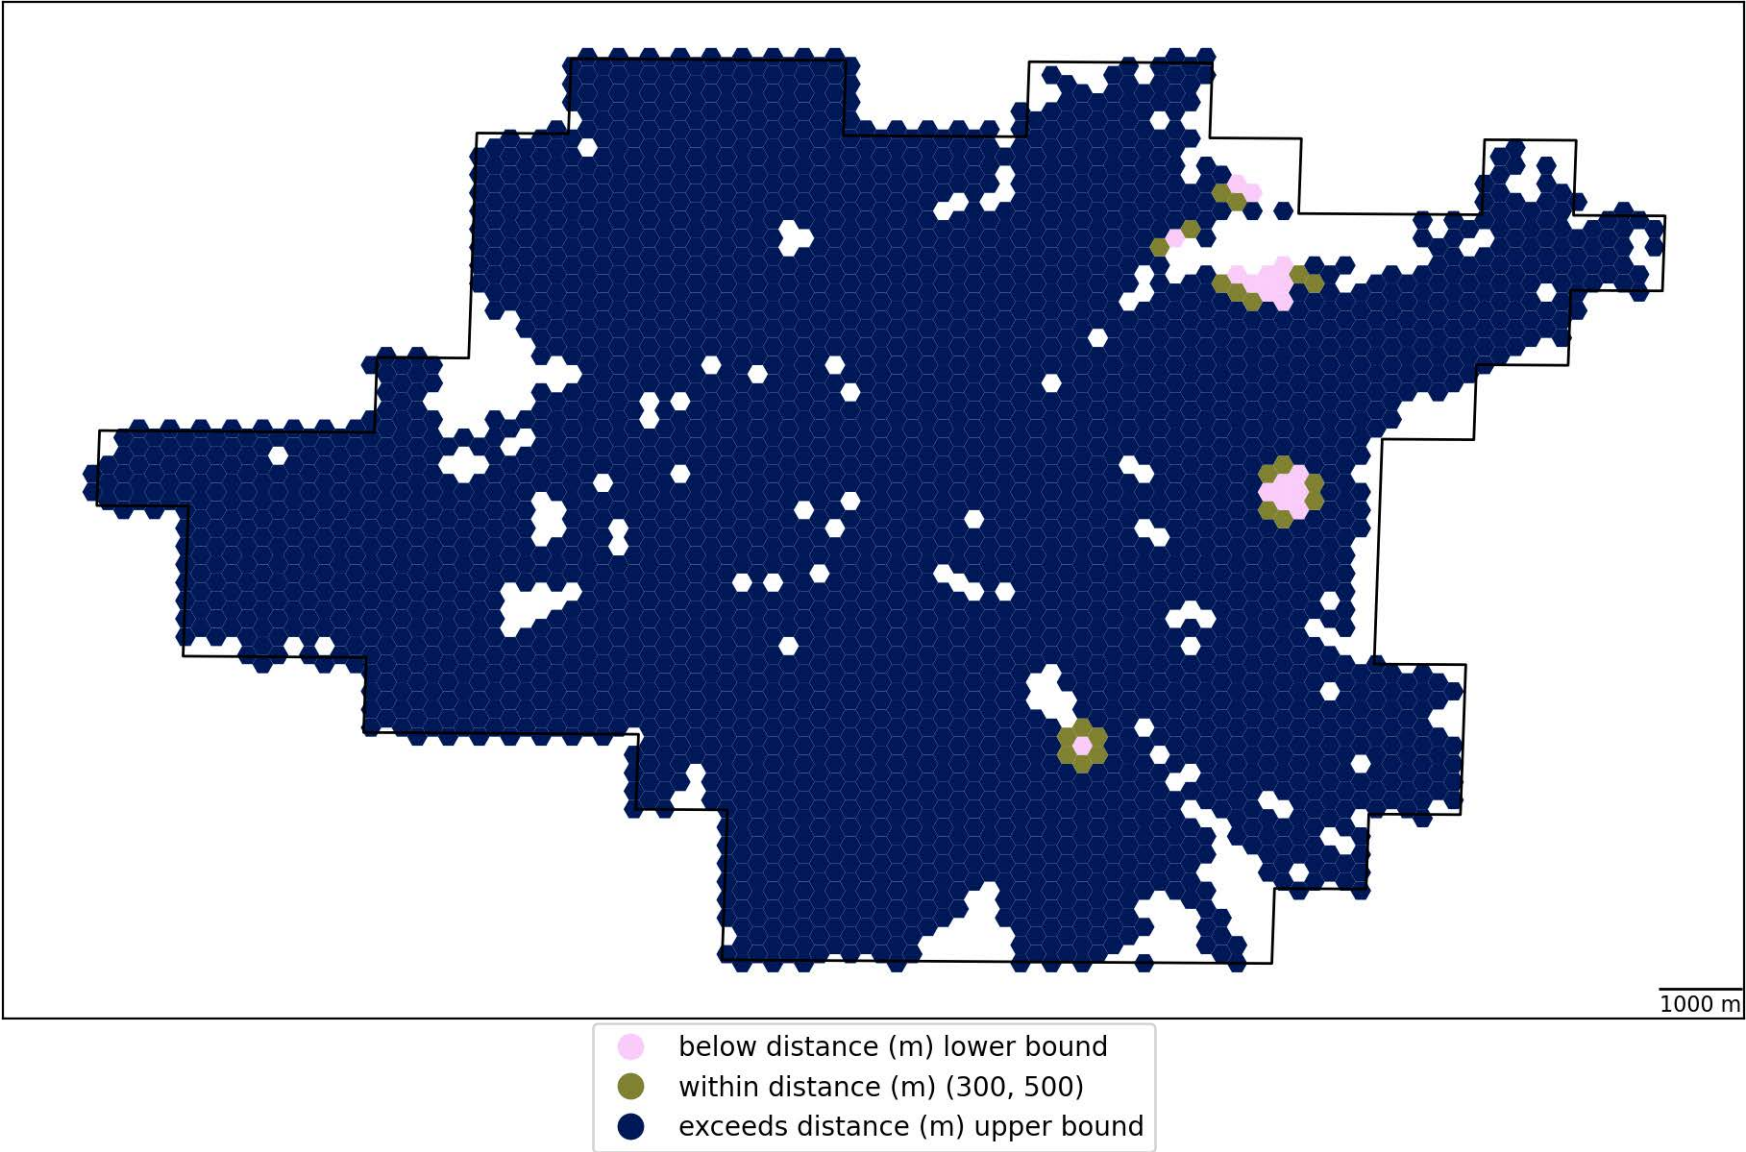 1000 m
below distance (m) lower bound
within distance (m) (300, 500)
exceeds distance (m) upper bound